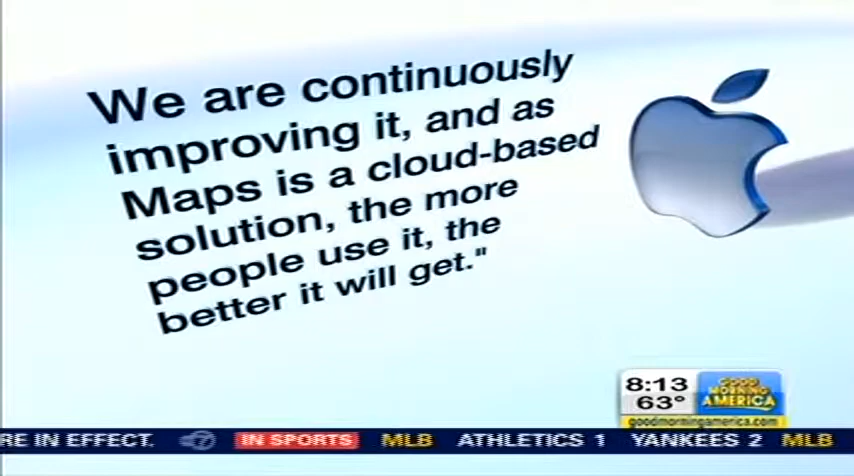 We are continuously
improving it, and as
Maps is a cloud-based
solution, the more
people use it, the
better it will get."
8:13
63°
GOOD
MORNING
AMERICA
goodmorningamerica.com
RE IN EFFECT. 7 IN SPORTS MLB ATHLETICS 1 YANKEES 2 MLB